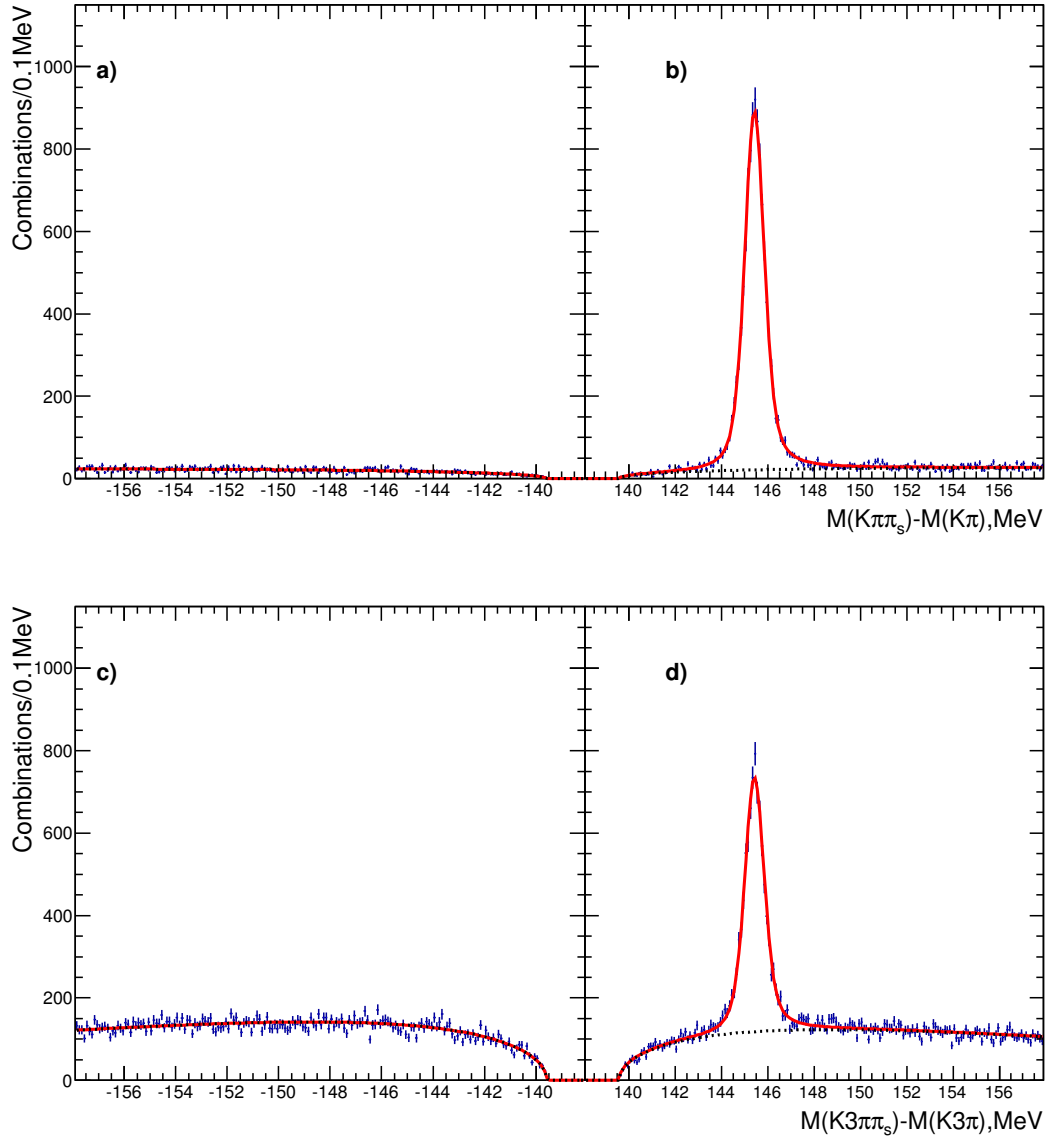 Combinations/0.1MeV
a)
b)
1000
800
600
400
200
0
-156 -154 -152 -150 -148 -146 -144 -142 -140
140 142 144 146 148 150 152 154 156
M(Kππₛ)-M(Kπ),MeV
Combinations/0.1MeV
c)
d)
1000
800
600
400
200
0
-156 -154 -152 -150 -148 -146 -144 -142 -140
140 142 144 146 148 150 152 154 156
M(K3ππₛ)-M(K3π),MeV